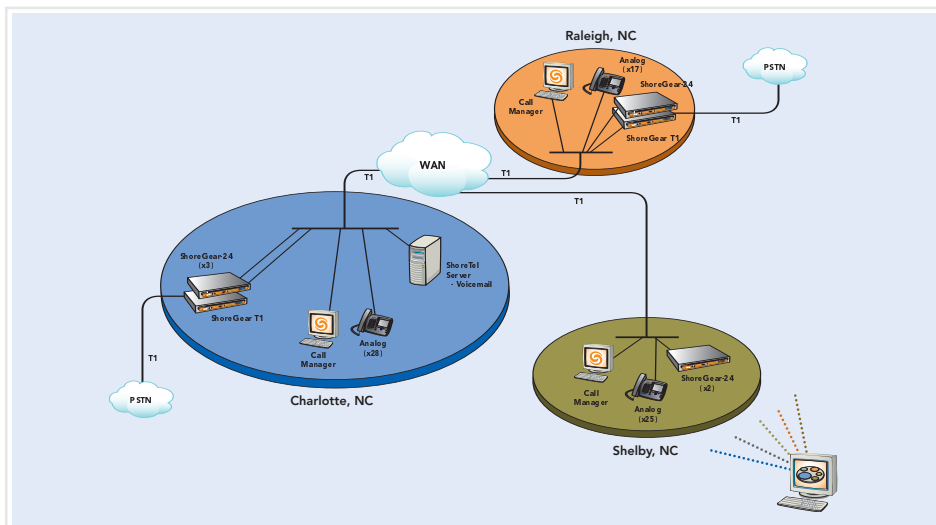 Raleigh, NC
Analog
(x17)
ShoreGear-24
Call
Manager
ShoreGear T1
T1
PSTN
WAN
T1
T1
T1
ShoreGear-24
(x3)
ShoreGear T1
ShoreTel
Server
- Voicemail
Call
Manager
Analog
(x28)
T1
PSTN
Charlotte, NC
Call
Manager
Analog
(x25)
ShoreGear-24
(x2)
Shelby, NC